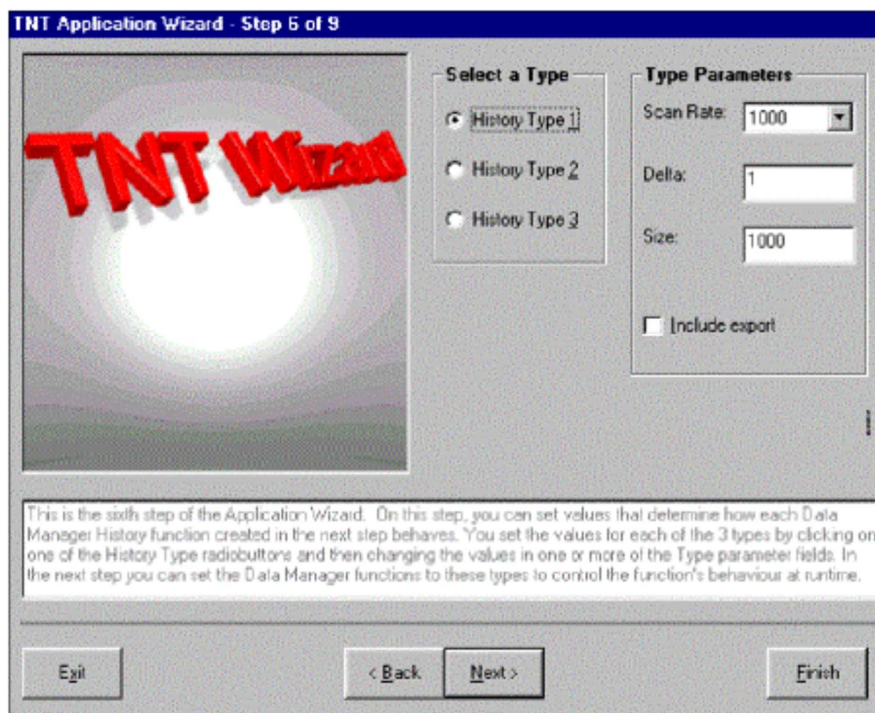 TNT Application Wizard - Step 6 of 9
TNT Wizard
Select a Type
History Type 1
History Type 2
History Type 3
Type Parameters
Scan Rate: 1000
Delta: 1
Size: 1000
Include export
This is the sixth step of the Application Wizard. On this step, you can set values that determine how each Data
Manager History function created in the next step behaves. You set the values for each of the 3 types by clicking on
one of the History Type radiobuttons and then changing the values in one or more of the Type parameter fields. In
the next step you can set the Data Manager functions to these types to control the function's behaviour at runtime.
Exit
< Back
Next >
Finish